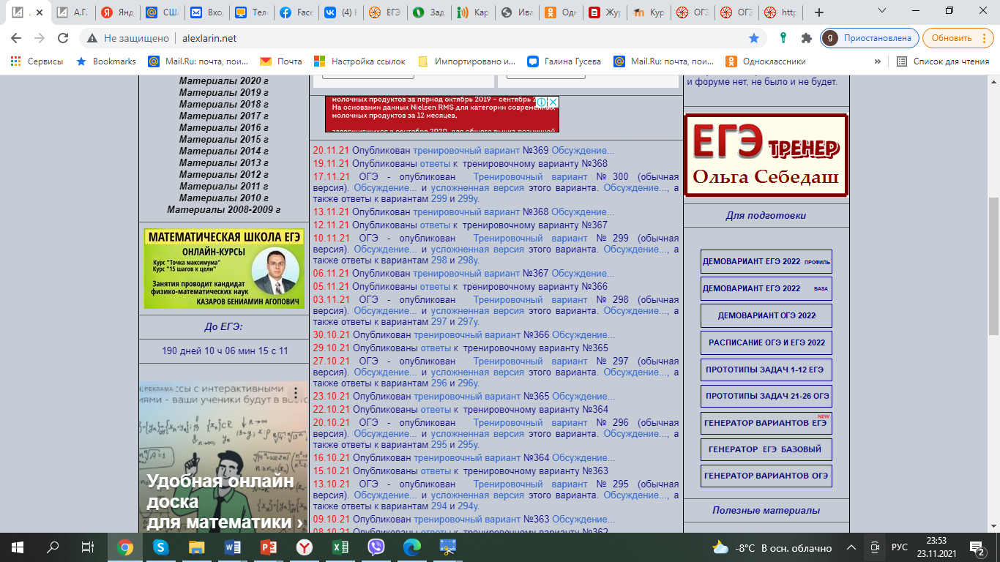 А.Г.
Янд
США
Вхо,
Теле
Face
(4) Н
ЕГЭ
Зад
Кар
Ива
Одн
Жур
Кур
ОГЭ
ОГЭ
http
Не защищено
alexlarin.net
g
Приостановлена
Обновить
Сервисы
Bookmarks
Mail.Ru: почта, пои...
Почта
Настройка ссылок
Импортировано и...
Галина Гусева
Mail.Ru: почта, пои...
Одноклассники
»
Список для чтения
Материалы 2020 г
Материалы 2019 г
Материалы 2018 г
Материалы 2017 г
Материалы 2016 г
Материалы 2015 г
Материалы 2014 г
Материалы 2013 г
Материалы 2012 г
Материалы 2011 г
Материалы 2010 г
Материалы 2008-2009 г
МАТЕМАТИЧЕСКАЯ ШКОЛА ЕГЭ
ОНЛАЙН-КУРСЫ
Курс "Точка максимума"
Курс "15 шагов к цели"
Занятия проводит кандидат
физико-математических наук
КАЗАРОВ БЕНИАМИН АГОПОВИЧ
До ЕГЭ:
190 дней 10 ч 06 мин 15 с 11
РЕКЛАМА
ссы с интерактивными
иями - ваши ученики будут в вост
Удобная онлайн
доска
для математики ›
молочных продуктов за период октябрь 2019 – сентябрь 2
На основании данных Nielsen RMS для категории современных
молочных продуктов за 12 месяцев,
завершившихся в сентябре 2020, для общего рынка розничной
20.11.21 Опубликован тренировочный вариант №369 Обсуждение...
19.11.21 Опубликованы ответы к тренировочному варианту №368
17.11.21 ОГЭ - опубликован Тренировочный вариант № 300 (обычная
версия). Обсуждение... и усложненная версия этого варианта. Обсуждение..., а
также ответы к вариантам 299 и 299у.
13.11.21 Опубликован тренировочный вариант №368 Обсуждение...
12.11.21 Опубликованы ответы к тренировочному варианту №367
10.11.21 ОГЭ - опубликован Тренировочный вариант № 299 (обычная
версия). Обсуждение... и усложненная версия этого варианта. Обсуждение..., а
также ответы к вариантам 298 и 298у.
06.11.21 Опубликован тренировочный вариант №367 Обсуждение...
05.11.21 Опубликованы ответы к тренировочному варианту №366
03.11.21 ОГЭ - опубликован Тренировочный вариант № 298 (обычная
версия). Обсуждение... и усложненная версия этого варианта. Обсуждение..., а
также ответы к вариантам 297 и 297у.
30.10.21 Опубликован тренировочный вариант №366 Обсуждение...
29.10.21 Опубликованы ответы к тренировочному варианту №365
27.10.21 ОГЭ - опубликован Тренировочный вариант № 297 (обычная
версия). Обсуждение... и усложненная версия этого варианта. Обсуждение..., а
также ответы к вариантам 296 и 296у.
23.10.21 Опубликован тренировочный вариант №365 Обсуждение...
22.10.21 Опубликованы ответы к тренировочному варианту №364
20.10.21 ОГЭ - опубликован Тренировочный вариант № 296 (обычная
версия). Обсуждение... и усложненная версия этого варианта. Обсуждение..., а
также ответы к вариантам 295 и 295у.
16.10.21 Опубликован тренировочный вариант №364 Обсуждение...
15.10.21 Опубликованы ответы к тренировочному варианту №363
13.10.21 ОГЭ - опубликован Тренировочный вариант № 295 (обычная
версия). Обсуждение... и усложненная версия этого варианта. Обсуждение..., а
также ответы к вариантам 294 и 294у.
09.10.21 Опубликован тренировочный вариант №363 Обсуждение...
08.10.21 Опубликованы ответы к тренировочному варианту №362
и форуме нет, не было и не будет.
ЕГЭ ТРЕНЕР
Ольга Себедаш
Для подготовки
ДЕМОВАРИАНТ ЕГЭ 2022 ПРОФИЛЬ
ДЕМОВАРИАНТ ЕГЭ 2022 БАЗА
ДЕМОВАРИАНТ ОГЭ 2022
РАСПИСАНИЕ ОГЭ И ЕГЭ 2022
ПРОТОТИПЫ ЗАДАЧ 1-12 ЕГЭ
ПРОТОТИПЫ ЗАДАЧ 21-26 ОГЭ
NEW
ГЕНЕРАТОР ВАРИАНТОВ ЕГЭ
ГЕНЕРАТОР ЕГЭ БАЗОВЫЙ
ГЕНЕРАТОР ВАРИАНТОВ ОГЭ
Полезные материалы
-8°C В осн. облачно
РУС
23:53
23.11.2021
2